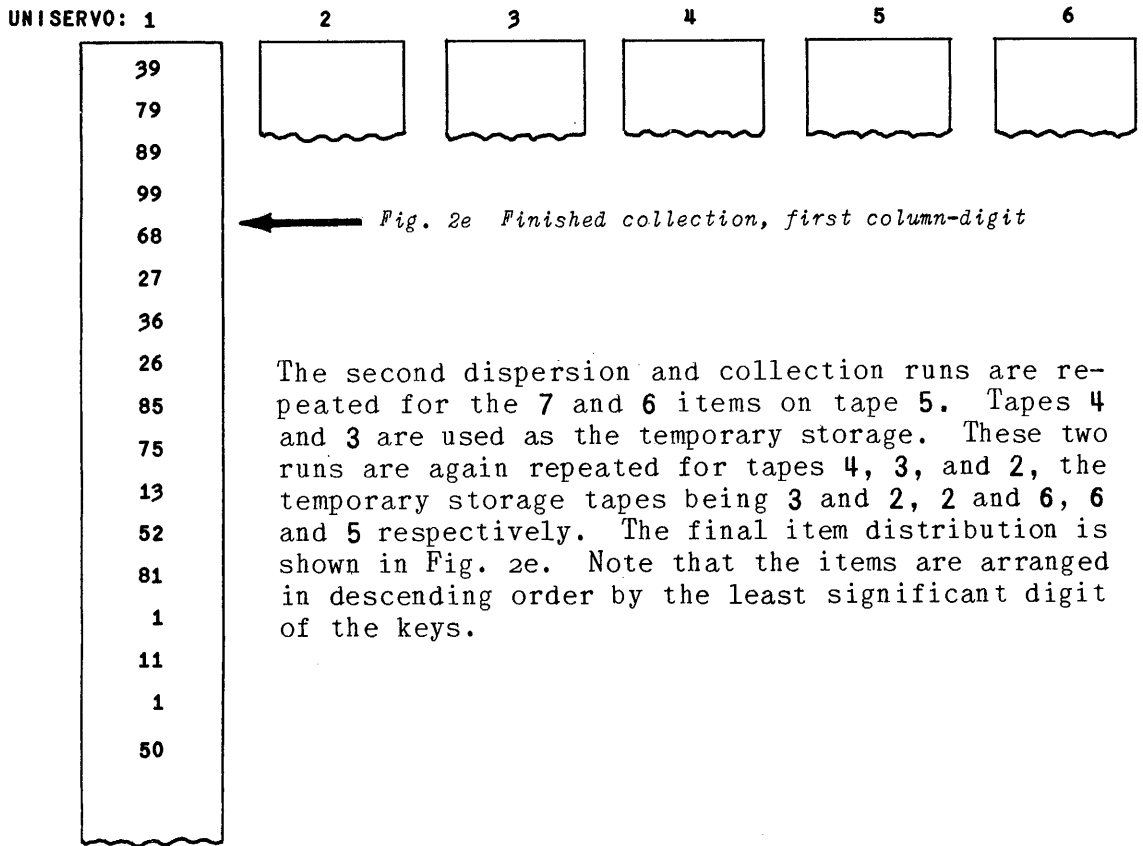 UNISERVO: 1 2 3 4 5 6
39
79
89
99
Fig. 2e Finished collection, first column-digit
68
27
36
26
85
75
13
52
81
1
11
1
50
The second dispersion and collection runs are re-
peated for the 7 and 6 items on tape 5. Tapes 4
and 3 are used as the temporary storage. These two
runs are again repeated for tapes 4, 3, and 2, the
temporary storage tapes being 3 and 2, 2 and 6, 6
and 5 respectively. The final item distribution is
shown in Fig. 2e. Note that the items are arranged
in descending order by the least significant digit
of the keys.